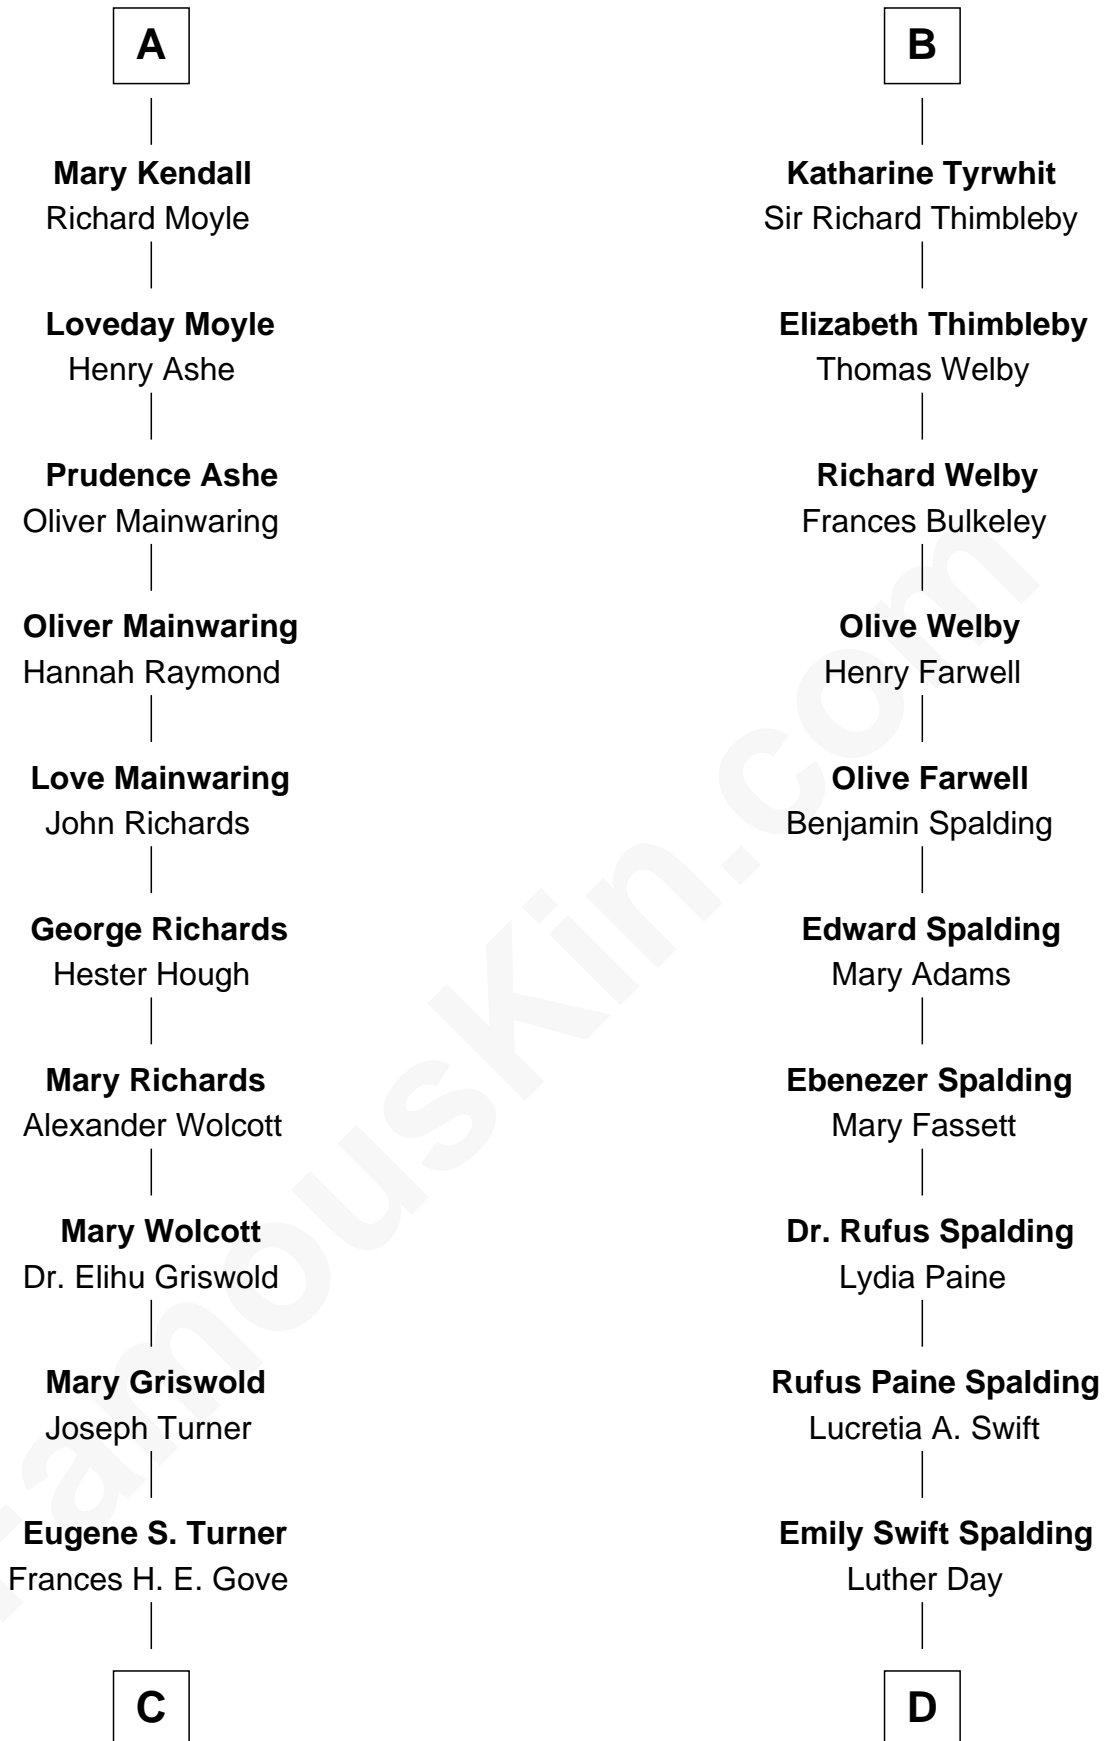 A
Mary Kendall
Richard Moyle
Loveday Moyle
Henry Ashe
Prudence Ashe
Oliver Mainwaring
Oliver Mainwaring
Hannah Raymond
Love Mainwaring
John Richards
George Richards
Hester Hough
Mary Richards
Alexander Wolcott
Mary Wolcott
Dr. Elihu Griswold
Mary Griswold
Joseph Turner
Eugene S. Turner
Frances H. E. Gove
C
B
Katharine Tyrwhit
Sir Richard Thimbleby
Elizabeth Thimbleby
Thomas Welby
Richard Welby
Frances Bulkeley
Olive Welby
Henry Farwell
Olive Farwell
Benjamin Spalding
Edward Spalding
Mary Adams
Ebenezer Spalding
Mary Fassett
Dr. Rufus Spalding
Lydia Paine
Rufus Paine Spalding
Lucretia A. Swift
Emily Swift Spalding
Luther Day
D
FamousKin.com